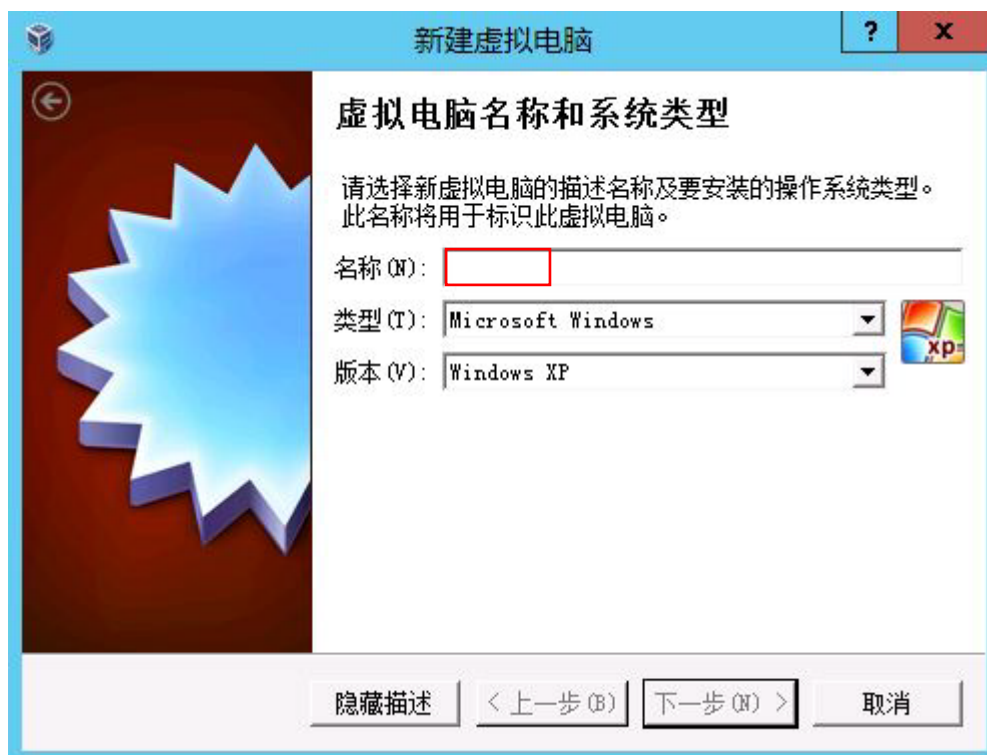 新建虚拟电脑
? x
虚拟电脑名称和系统类型
请选择新虚拟电脑的描述名称及要安装的操作系统类型。
此名称将用于标识此虚拟电脑。
名称(N):
类型(T): Microsoft Windows
xp
版本(V): Windows XP
隐藏描述 < 上一步(B) 下一步(N) > 取消